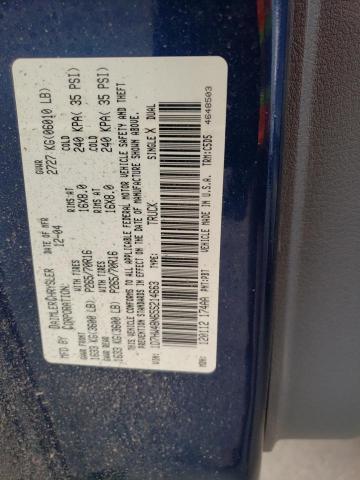 DAIMLERCHRYSLER CORPORATION
DATE OF MFR 12-04
GVWR 2727 KG(06010 LB)
GAWR FRONT 1633 KG(3600 LB)
WITH TIRES P265/70R16
RIMS AT 16X8.0
COLD 240 KPA( 35 PSI)
GAWR REAR 1633 KG(3600 LB)
WITH TIRES P265/70R16
RIMS AT 16X8.0
COLD 240 KPA( 35 PSI)
THIS VEHICLE CONFORMS TO ALL APPLICABLE FEDERAL MOTOR VEHICLE SAFETY AND THEFT
PREVENTION STANDARDS IN EFFECT ON THE DATE OF MANUFACTURE SHOWN ABOVE.
VIN: TYPE: TRUCK SINGLE X DUAL
MADE IN U.S.A.
4648503